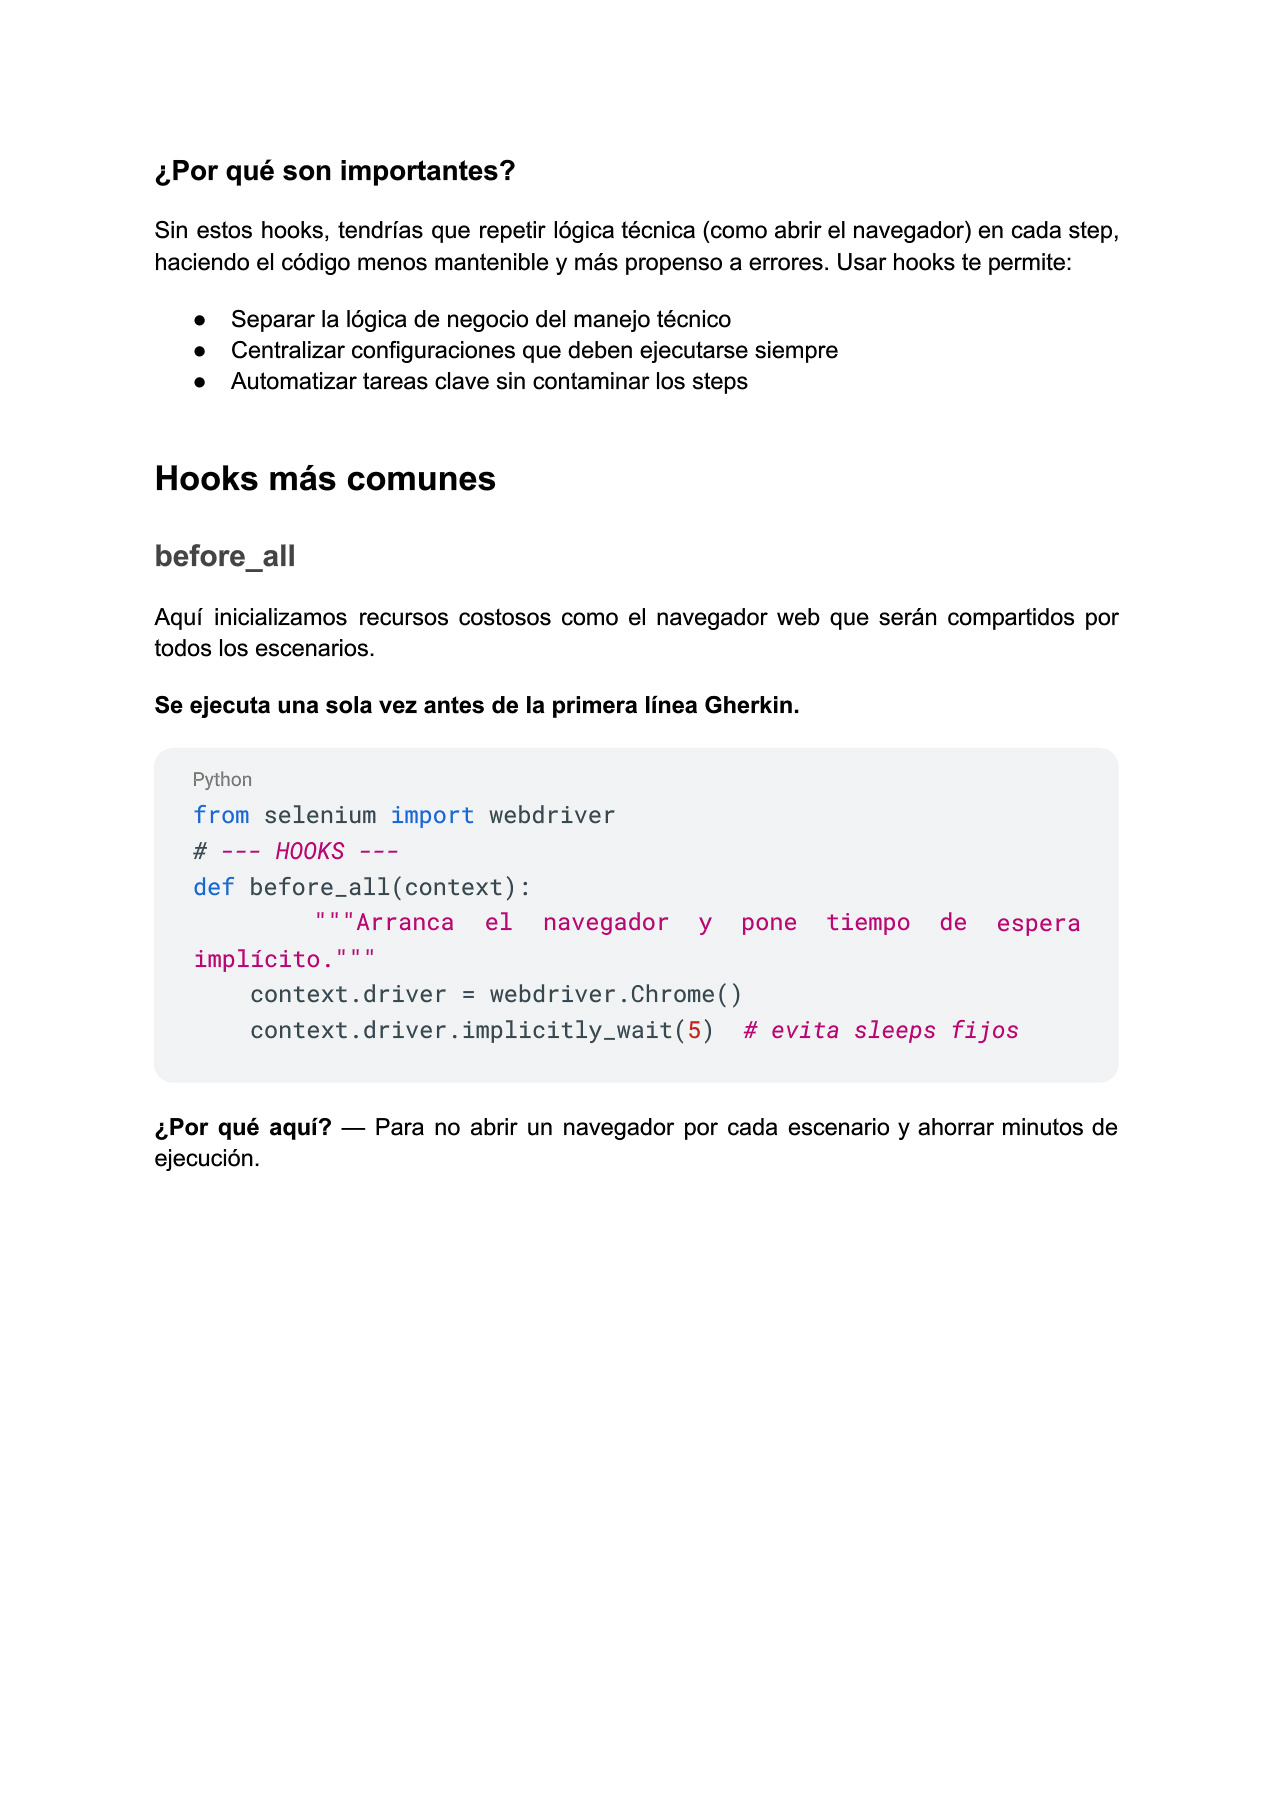 ¿Por qué son importantes?
Sin estos hooks, tendrías que repetir lógica técnica (como abrir el navegador) en cada step,
haciendo el código menos mantenible y más propenso a errores. Usar hooks te permite:
● Separar la lógica de negocio del manejo técnico
● Centralizar configuraciones que deben ejecutarse siempre
● Automatizar tareas clave sin contaminar los steps
Hooks más comunes
before_all
Aquí inicializamos recursos costosos como el navegador web que serán compartidos por
todos los escenarios.
Se ejecuta una sola vez antes de la primera línea Gherkin.
Python
from selenium import webdriver
# --- HOOKS ---
def before_all(context):
"""Arranca el navegador y pone tiempo de espera
implícito."""
context.driver = webdriver.Chrome()
context.driver.implicitly_wait(5)  # evita sleeps fijos
¿Por qué aquí? — Para no abrir un navegador por cada escenario y ahorrar minutos de
ejecución.